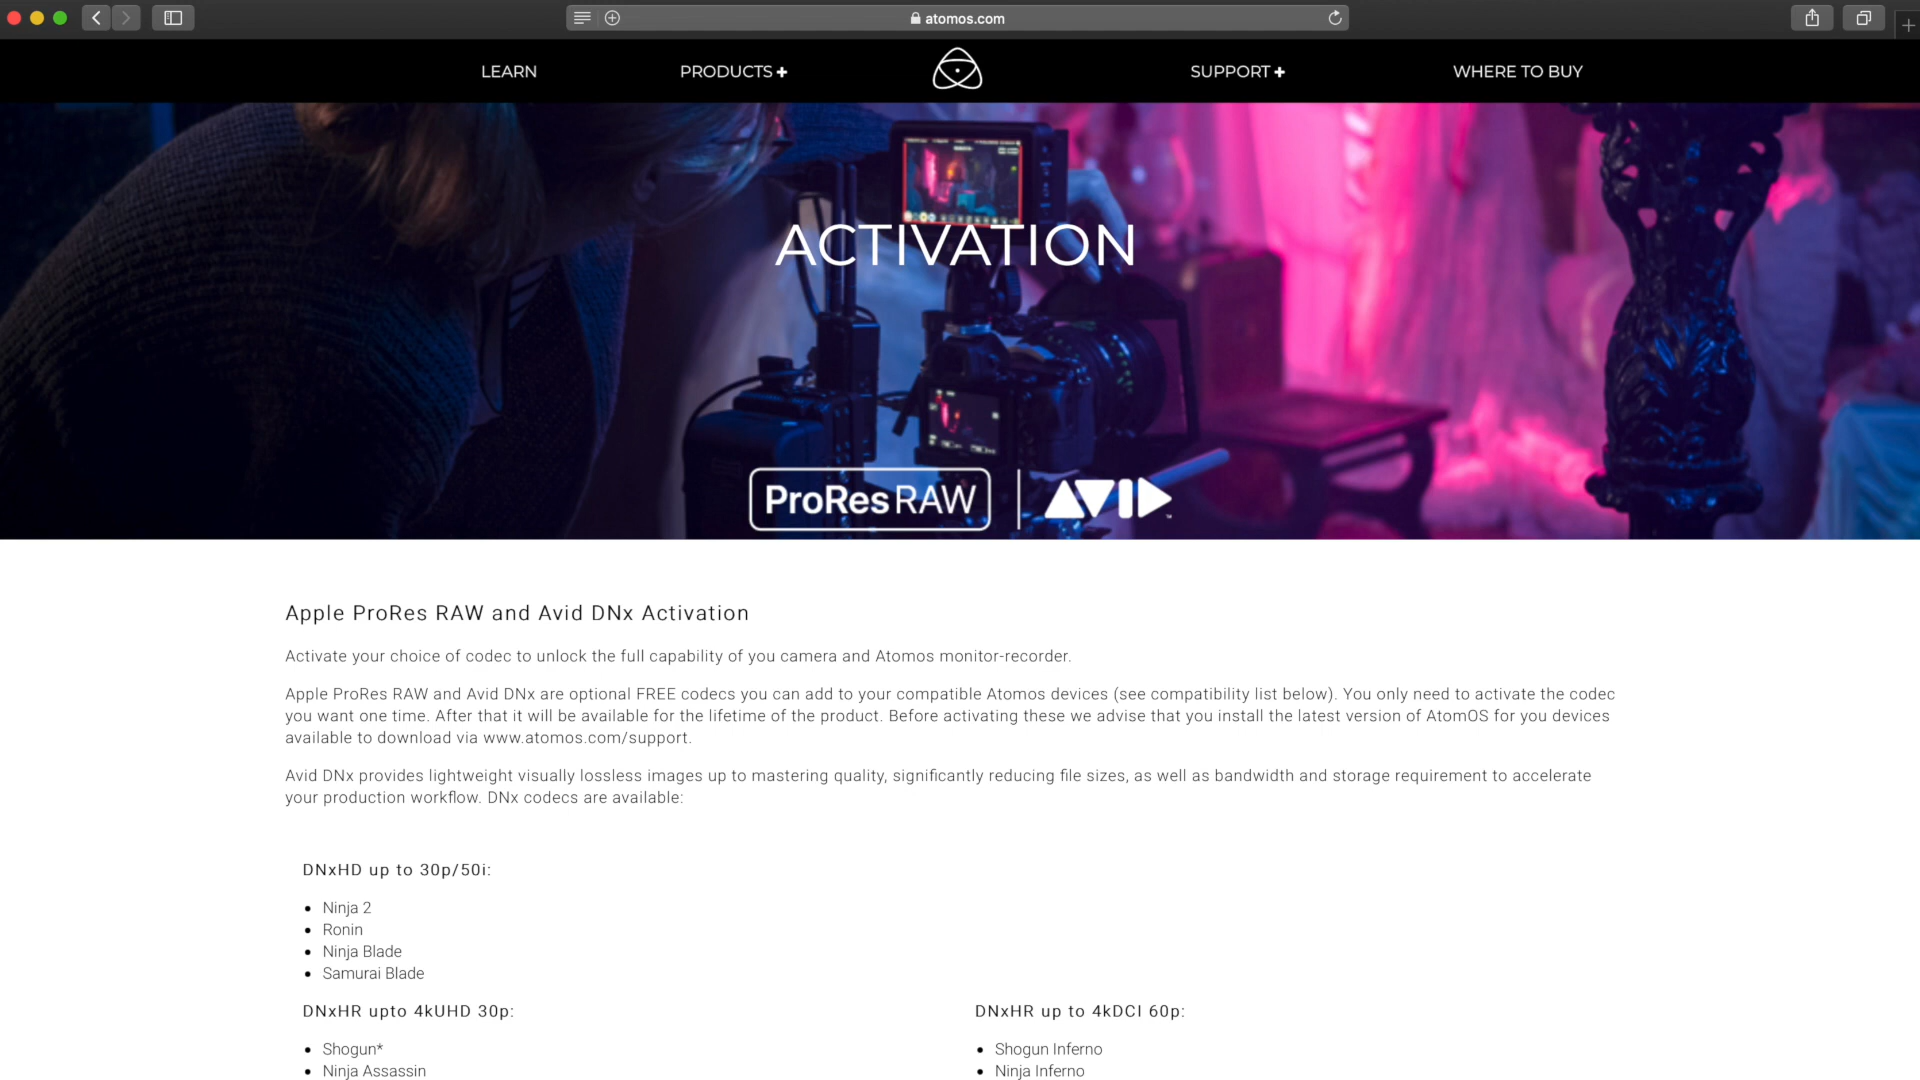 atomos.com
LEARN
PRODUCTS +
SUPPORT +
WHERE TO BUY
ACTIVATION
ProRes RAW
AVID
Apple ProRes RAW and Avid DNx Activation
Activate your choice of codec to unlock the full capability of you camera and Atomos monitor-recorder.
Apple ProRes RAW and Avid DNx are optional FREE codecs you can add to your compatible Atomos devices (see compatibility list below). You only need to activate the codec
you want one time. After that it will be available for the lifetime of the product. Before activating these we advise that you install the latest version of AtomOS for you devices
available to download via www.atomos.com/support.
Avid DNx provides lightweight visually lossless images up to mastering quality, significantly reducing file sizes, as well as bandwidth and storage requirement to accelerate
your production workflow. DNx codecs are available:
DNxHD up to 30p/50i:
• Ninja 2
• Ronin
• Ninja Blade
• Samurai Blade
DNxHR upto 4kUHD 30p:
• Shogun*
• Ninja Assassin
DNxHR up to 4kDCI 60p:
• Shogun Inferno
• Ninja Inferno